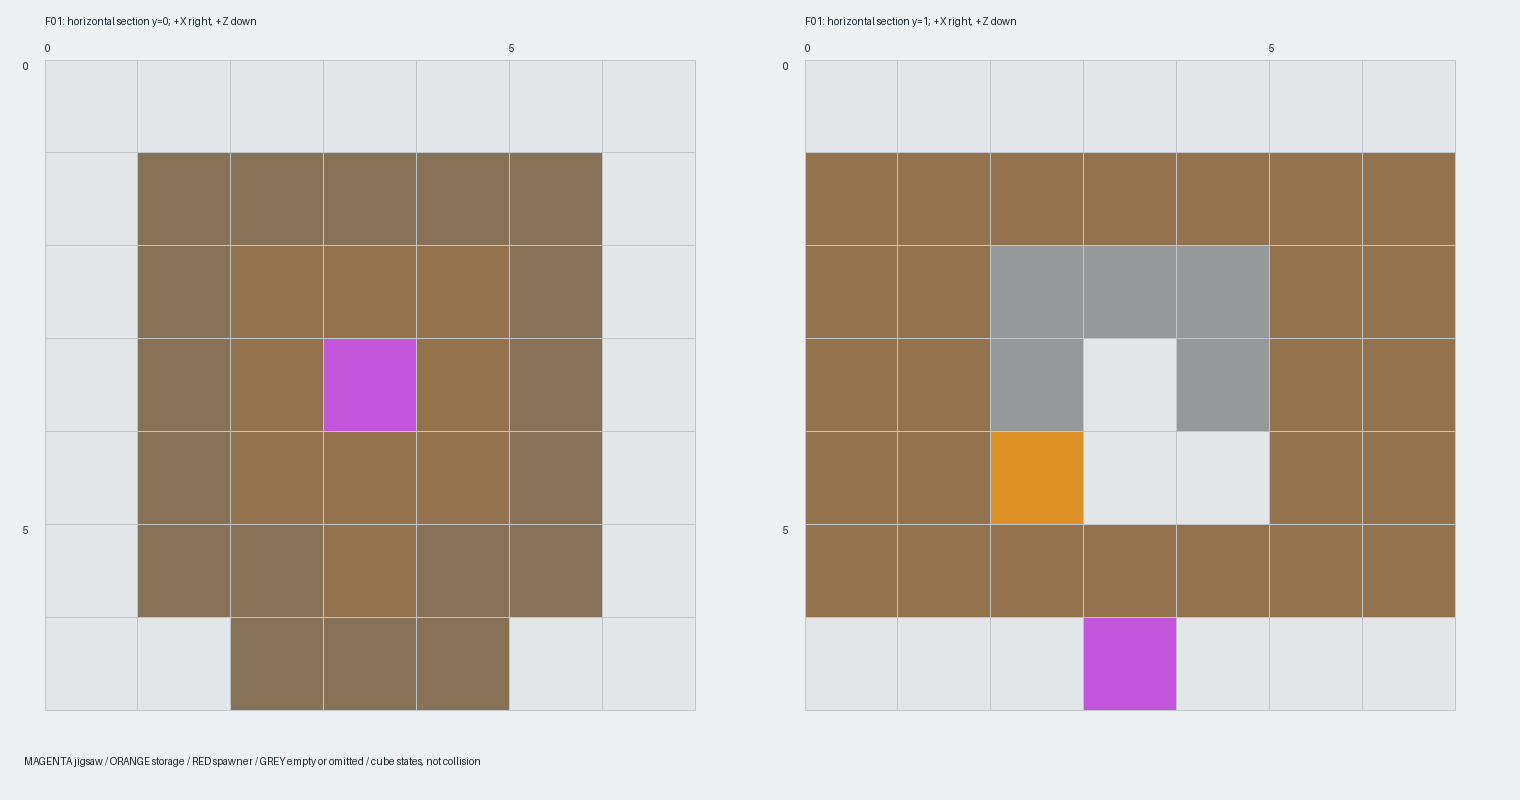 F01: horizontal section y=0; +X right, +Z down
F01: horizontal section y=1; +X right, +Z down
0 5
0 5
0
0
5
5
MAGENTA jigsaw / ORANGE storage / RED spawner / GREY empty or omitted / cube states, not collision